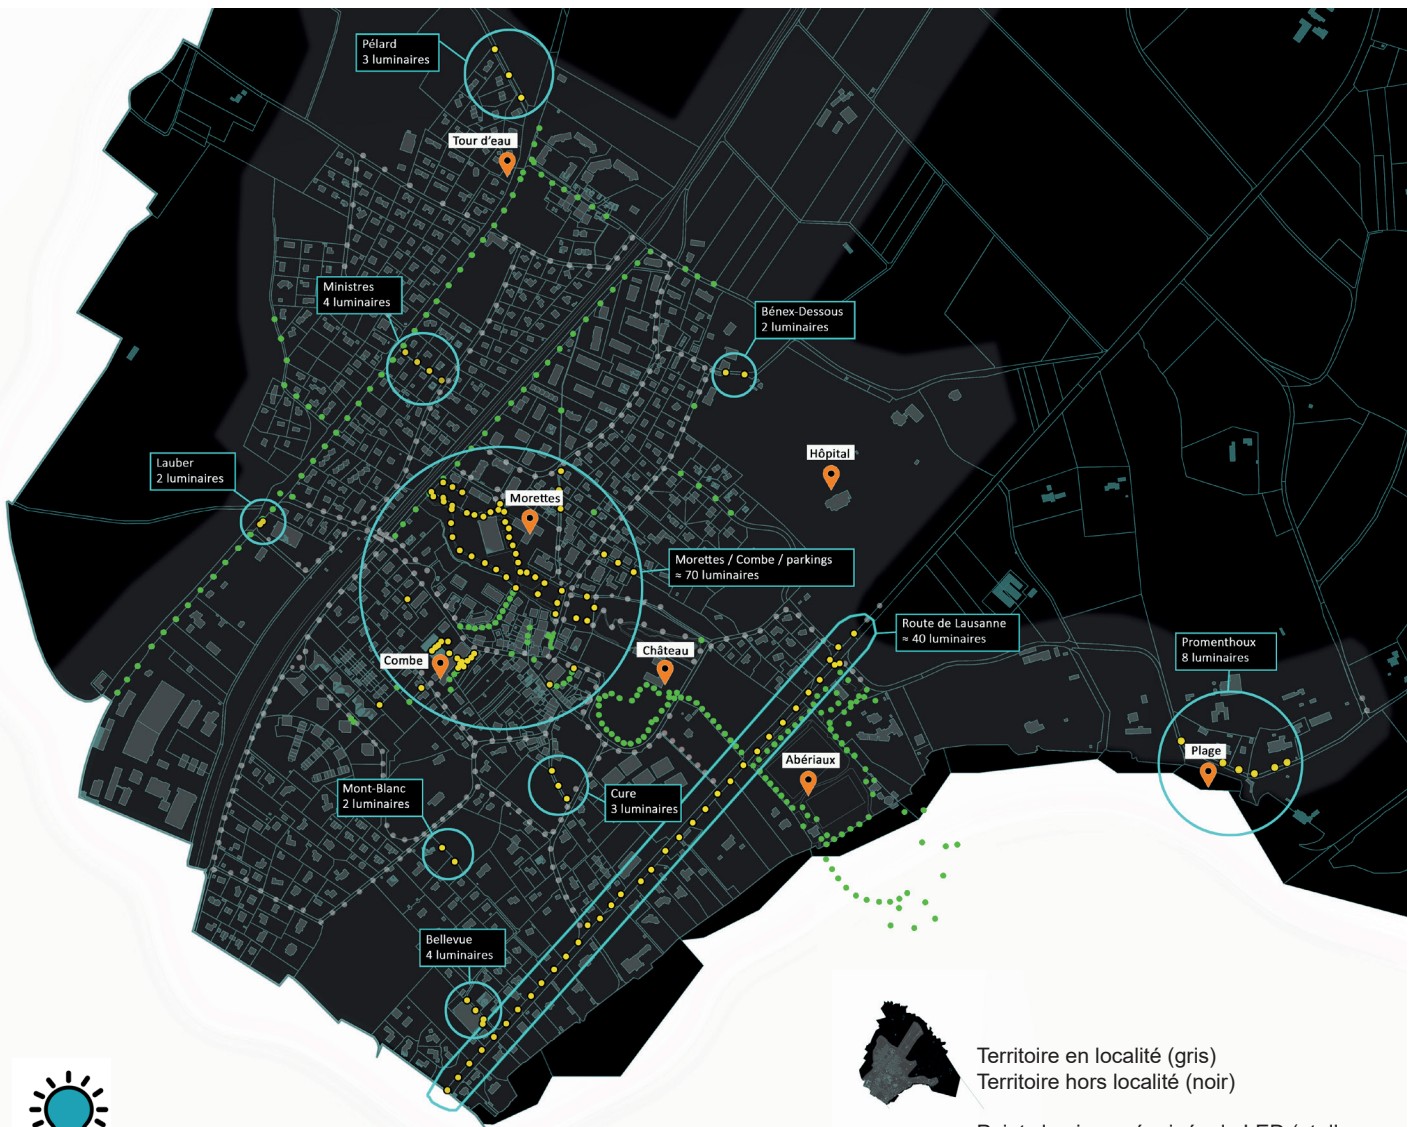 Pélard
3 luminaires
Tour d'eau
Ministres
4 luminaires
Bénex-Dessous
2 luminaires
Hôpital
Lauber
2 luminaires
Morettes
Morettes / Combe / parkings
≈ 70 luminaires
Route de Lausanne
≈ 40 luminaires
Promenthoux
8 luminaires
Château
Combe
Plage
Abériaux
Mont-Blanc
2 luminaires
Cure
3 luminaires
Bellevue
4 luminaires
Territoire en localité (gris)
Territoire hors localité (noir)